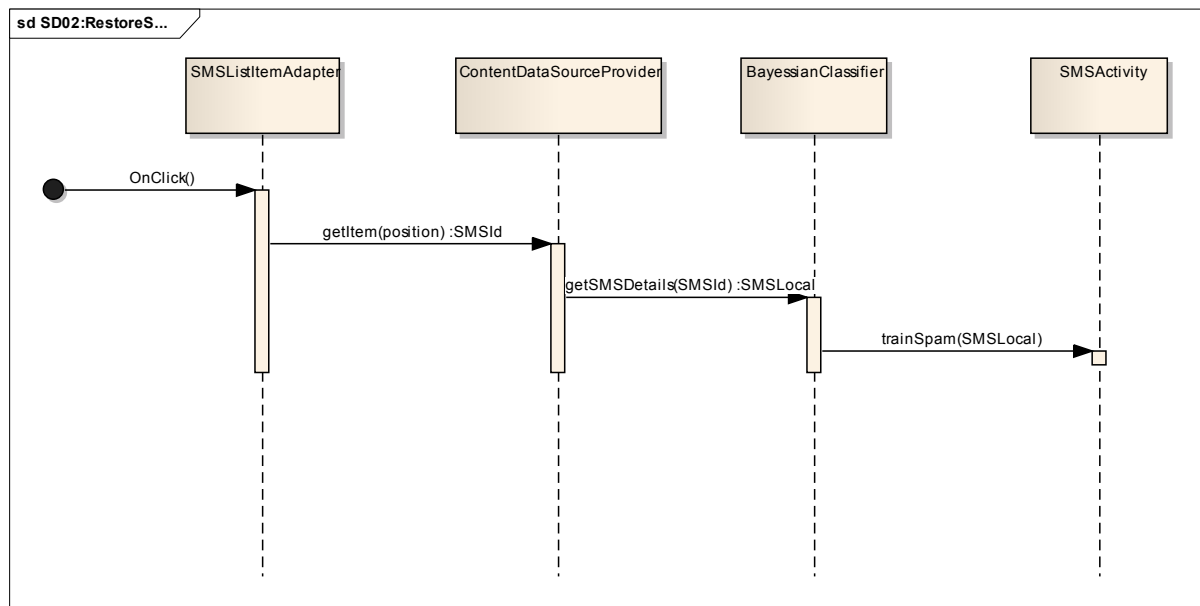 sd SD02:RestoreS...
SMSListItemAdapter
ContentDataSourceProvider
BayessianClassifier
SMSActivity
OnClick()
getItem(position) :SMSId
getSMSDetails(SMSId) :SMSLocal
trainSpam(SMSLocal)